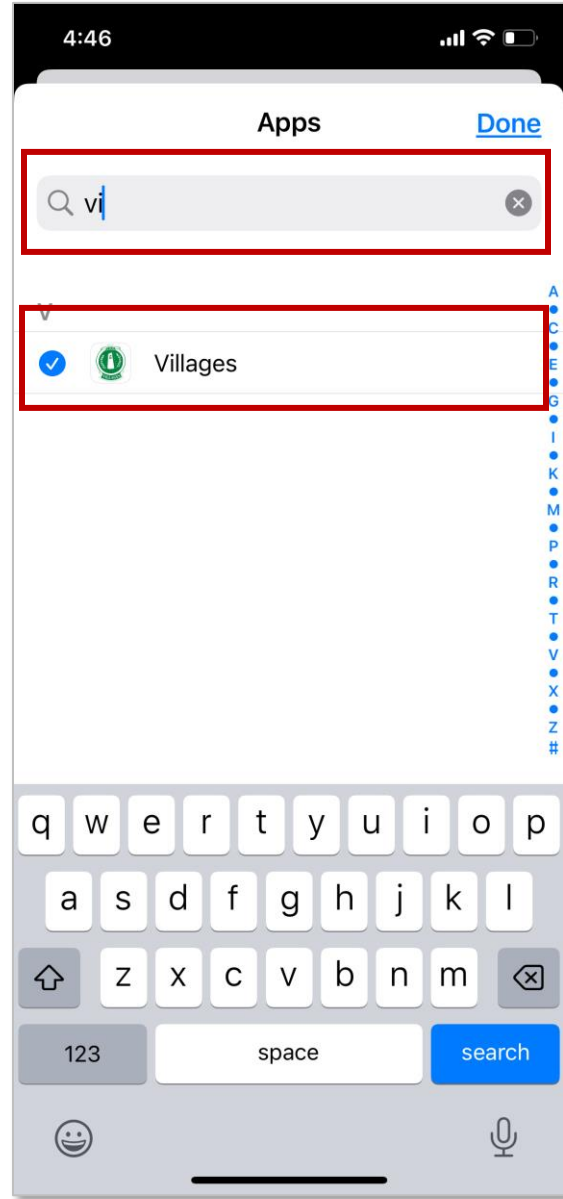 4:46
Apps
Done
vi
V
Villages
A
C
E
G
I
K
M
P
R
T
V
X
Z
#
q w e r t y u i o p
a s d f g h j k l
z x c v b n m
123 space search